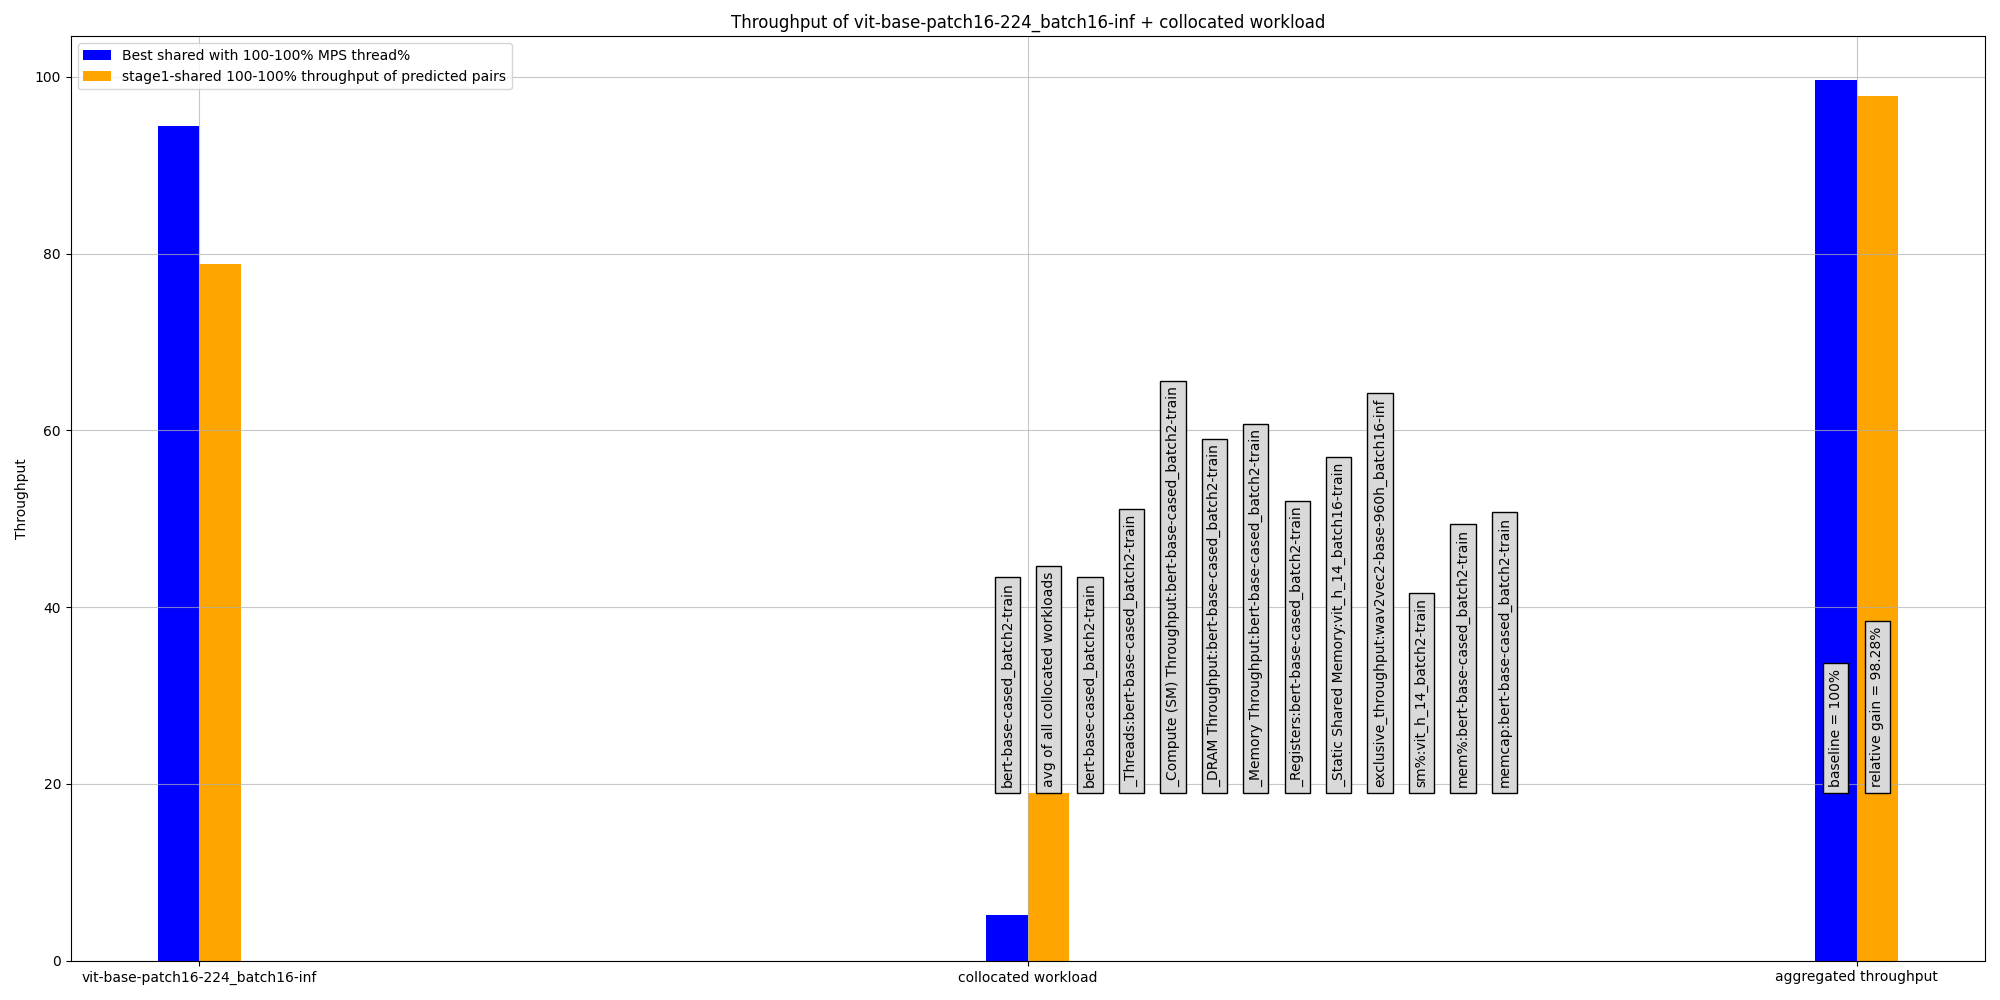 Throughput of vit-base-patch16-224_batch16-inf + collocated workload
Best shared with 100-100% MPS thread%
stage1-shared 100-100% throughput of predicted pairs
Throughput
100
80
60
40
20
0
bert-base-cased_batch2-train
avg of all collocated workloads
bert-base-cased_batch2-train
_Threads:bert-base-cased_batch2-train
_Compute (SM) Throughput:bert-base-cased_batch2-train
_DRAM Throughput:bert-base-cased_batch2-train
_Memory Throughput:bert-base-cased_batch2-train
_Registers:bert-base-cased_batch2-train
_Static Shared Memory:vit_h_14_batch16-train
exclusive_throughput:wav2vec2-base-960h_batch16-inf
sm%:vit_h_14_batch2-train
mem%:bert-base-cased_batch2-train
memcap:bert-base-cased_batch2-train
baseline = 100%
relative gain = 98.28%
vit-base-patch16-224_batch16-inf
collocated workload
aggregated throughput